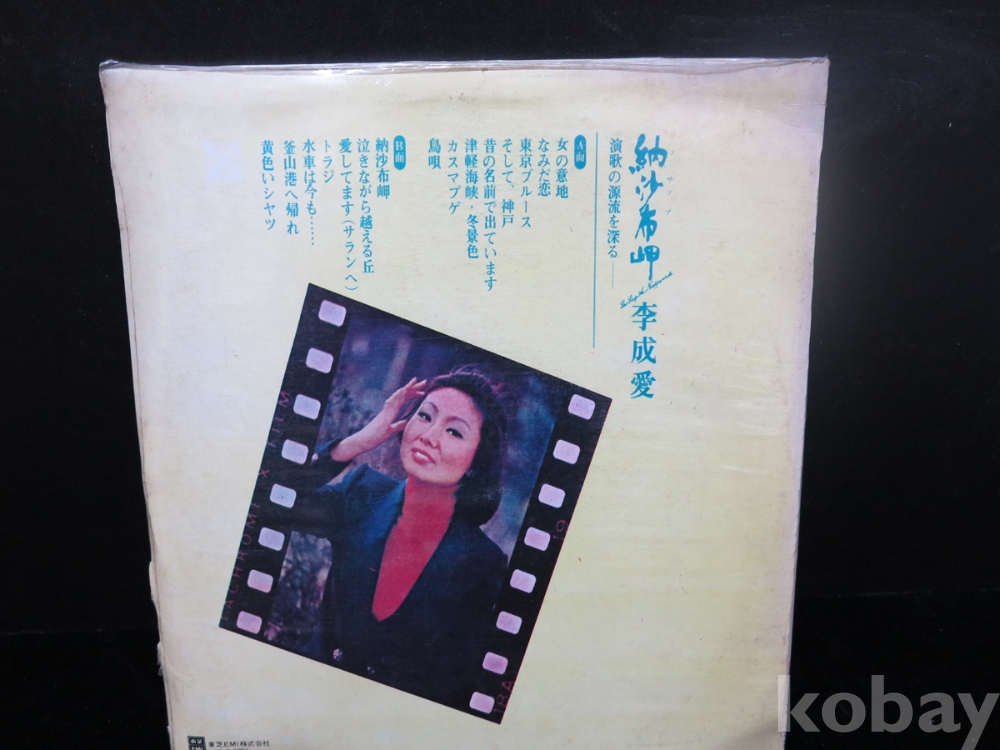 納沙布岬
李成愛
演歌の源流を深る——
A面
女の意地
なみだ恋
東京ブルース
そして、神戸
昔の名前で出ています
津軽海峡・冬景色
カスマプゲ
島唄
B面
納沙布岬
泣きながら越える丘
愛してます(サランヘ)
トラジ
水車は今も……
釜山港へ帰れ
黄色いシャツ
東芝EMI株式会社
kobay